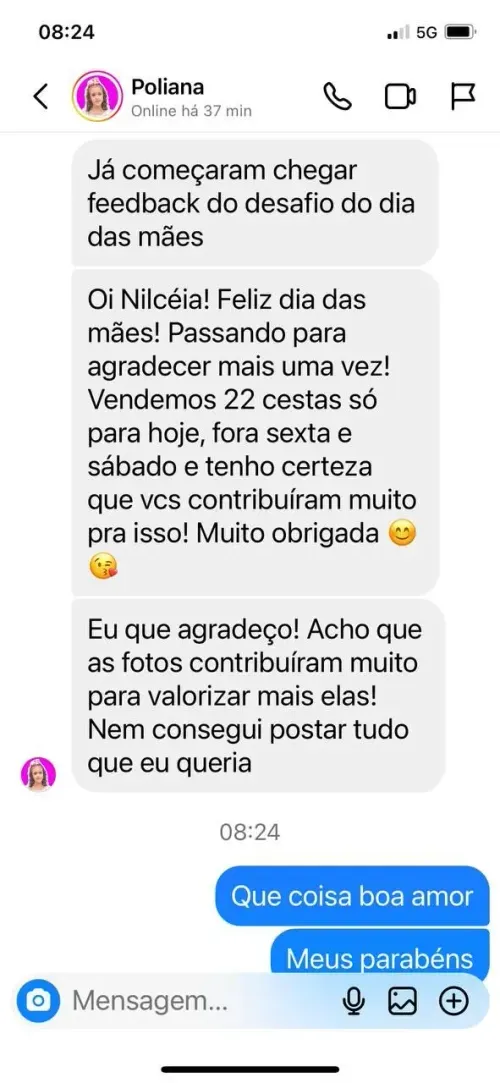 08:24
5G
Poliana
Online há 37 min
Já começaram chegar
feedback do desafio do dia
das mães
Oi Nilcéia! Feliz dia das
mães! Passando para
agradecer mais uma vez!
Vendemos 22 cestas só
para hoje, fora sexta e
sábado e tenho certeza
que vcs contribuíram muito
pra isso! Muito obrigada 😊
😘
Eu que agradeço! Acho que
as fotos contribuíram muito
para valorizar mais elas!
Nem consegui postar tudo
que eu queria
08:24
Que coisa boa amor
Meus parabéns
Mensagem...